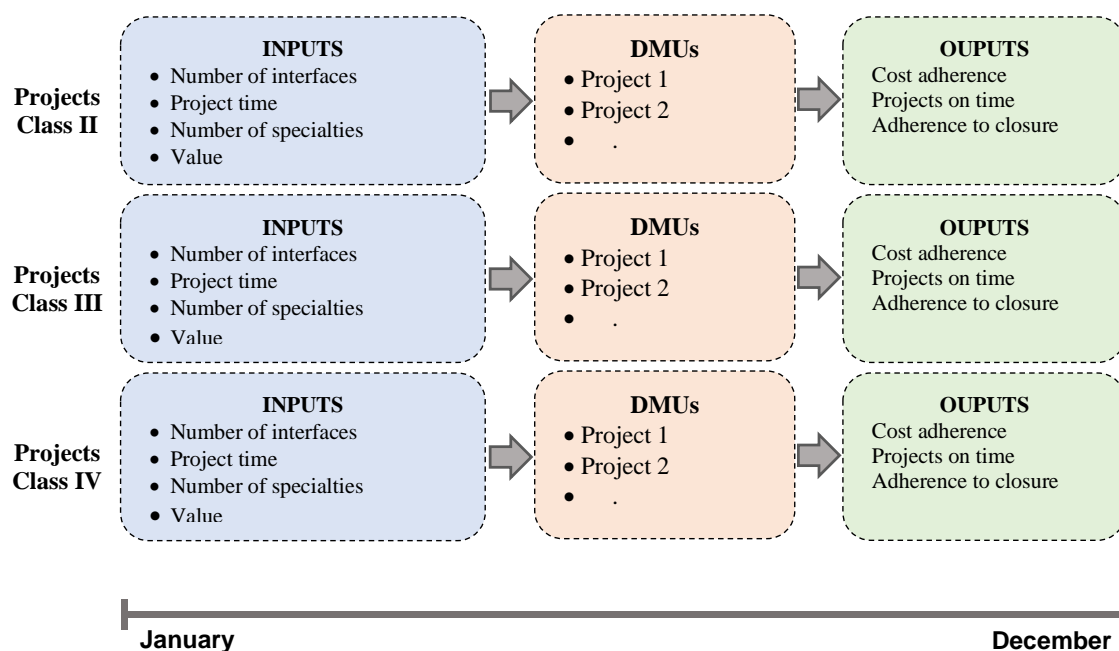 Projects
Class II
INPUTS
• Number of interfaces
• Project time
• Number of specialties
• Value
DMUs
• Project 1
• Project 2
• .
OUPUTS
Cost adherence
Projects on time
Adherence to closure
Projects
Class III
INPUTS
• Number of interfaces
• Project time
• Number of specialties
• Value
DMUs
• Project 1
• Project 2
• .
OUPUTS
Cost adherence
Projects on time
Adherence to closure
Projects
Class IV
INPUTS
• Number of interfaces
• Project time
• Number of specialties
• Value
DMUs
• Project 1
• Project 2
• .
OUPUTS
Cost adherence
Projects on time
Adherence to closure
January
December